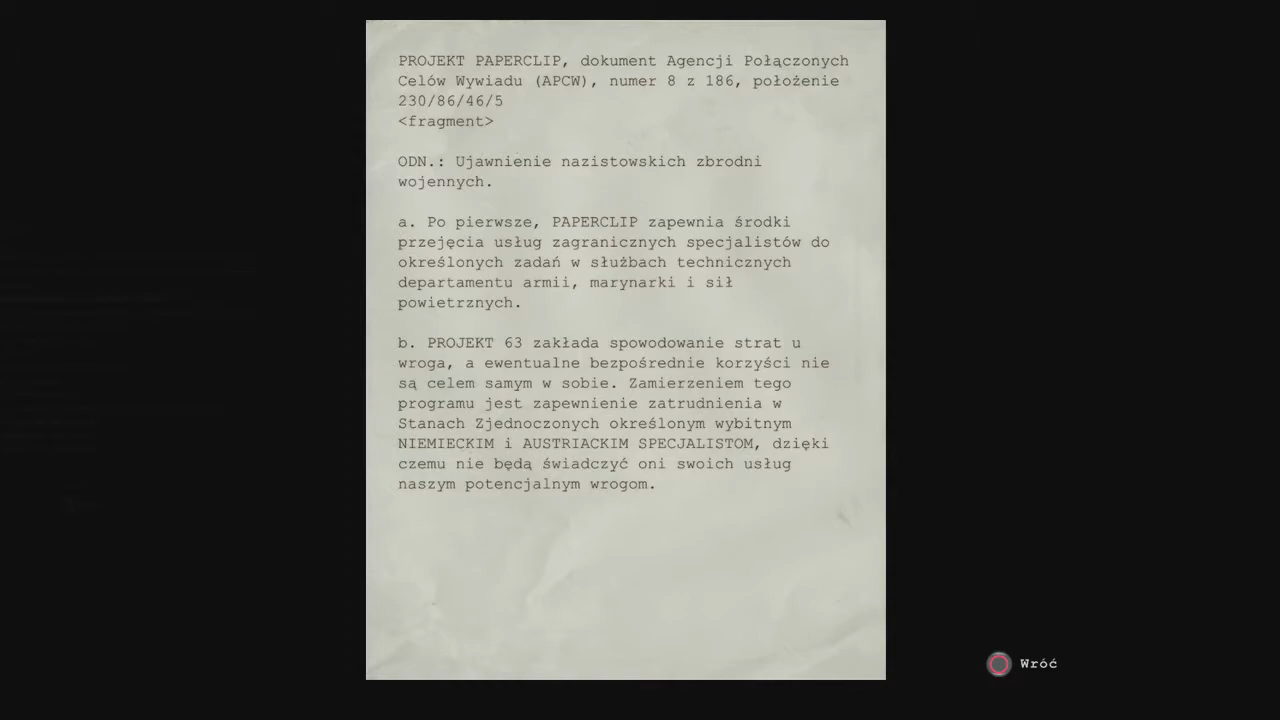 PROJEKT PAPERCLIP, dokument Agencji Połączonych
Celów Wywiadu (APCW), numer 8 z 186, położenie
230/86/46/5
<fragment>
ODN.: Ujawnienie nazistowskich zbrodni
wojennych.
a. Po pierwsze, PAPERCLIP zapewnia środki
przejęcia usług zagranicznych specjalistów do
określonych zadań w służbach technicznych
departamentu armii, marynarki i sił
powietrznych.
b. PROJEKT 63 zakłada spowodowanie strat u
wroga, a ewentualne bezpośrednie korzyści nie
są celem samym w sobie. Zamierzeniem tego
programu jest zapewnienie zatrudnienia w
Stanach Zjednoczonych określonym wybitnym
NIEMIECKIM i AUSTRIACKIM SPECJALISTOM, dzięki
czemu nie będą świadczyć oni swoich usług
naszym potencjalnym wrogom.
Wróć